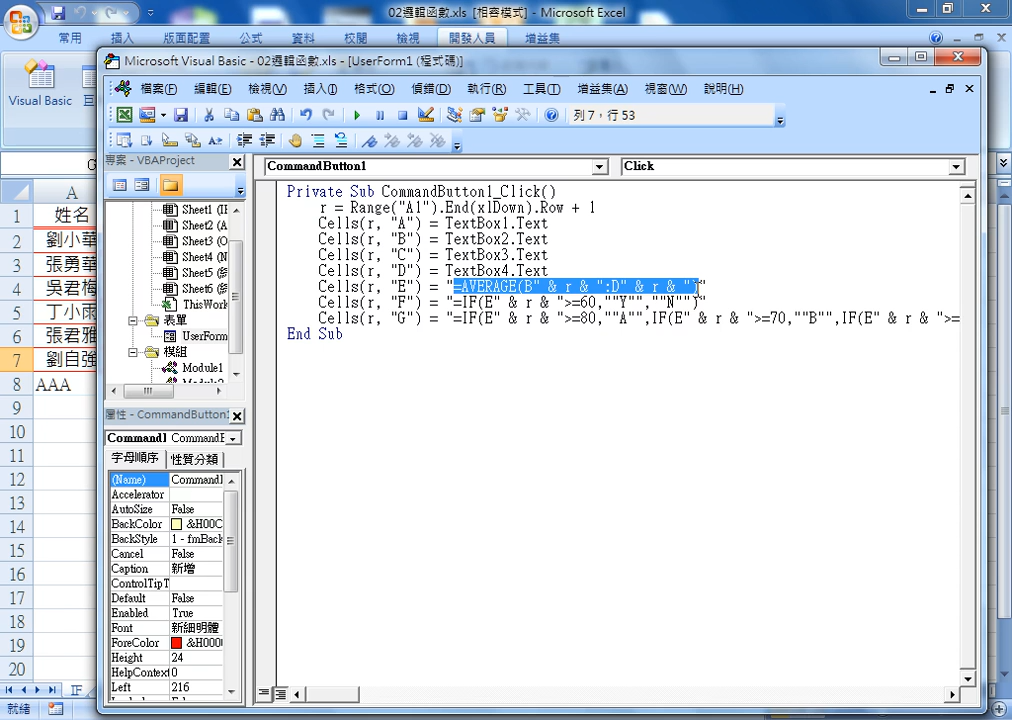 02邏輯函數.xls [相容模式] - Microsoft Excel
常用 插入 版面配置 公式 資料 校閱 檢視 開發人員 增益集
Visual Basic 巨
Microsoft Visual Basic - 02邏輯函數.xls - [UserForm1 (程式碼)]
檔案(F) 編輯(E) 檢視(V) 插入(I) 格式(O) 偵錯(D) 執行(R) 工具(T) 增益集(A) 視窗(W) 說明(H)
列 7，行 53
專案 - VBAProject
CommandButton1 Click
Sheet1 (I
Sheet2 (A
Sheet3 (O
Sheet4 (N
Sheet5 (
Sheet6 (
ThisWork
表單
UserForm
模組
Module1
屬性 - CommandButton1
Command1 CommandB
字母順序 性質分類
(Name) Command1
Accelerator
AutoSize False
BackColor &H00C
BackStyle 1 - fmBack
Cancel False
Caption 新增
ControlTipT
Default False
Enabled True
Font 新細明體
ForeColor &H000
Height 24
HelpContext 0
Left 216
Private Sub CommandButton1_Click()
r = Range("A1").End(xlDown).Row + 1
Cells(r, "A") = TextBox1.Text
Cells(r, "B") = TextBox2.Text
Cells(r, "C") = TextBox3.Text
Cells(r, "D") = TextBox4.Text
Cells(r, "E") = "=AVERAGE(B" & r & ":D" & r & ")"
Cells(r, "F") = "=IF(E" & r & ">=60,""Y"",""N"")"
Cells(r, "G") = "=IF(E" & r & ">=80,""A"",IF(E" & r & ">=70,""B"",IF(E" & r & ">=
End Sub
A
1 姓名
2 劉小華
3 張勇華
4 吳君梅
5 丁小雨
6 張君雅
7 劉自強
8 AAA
9
10
11
12
13
14
15
16
17
18
19
20
就緒